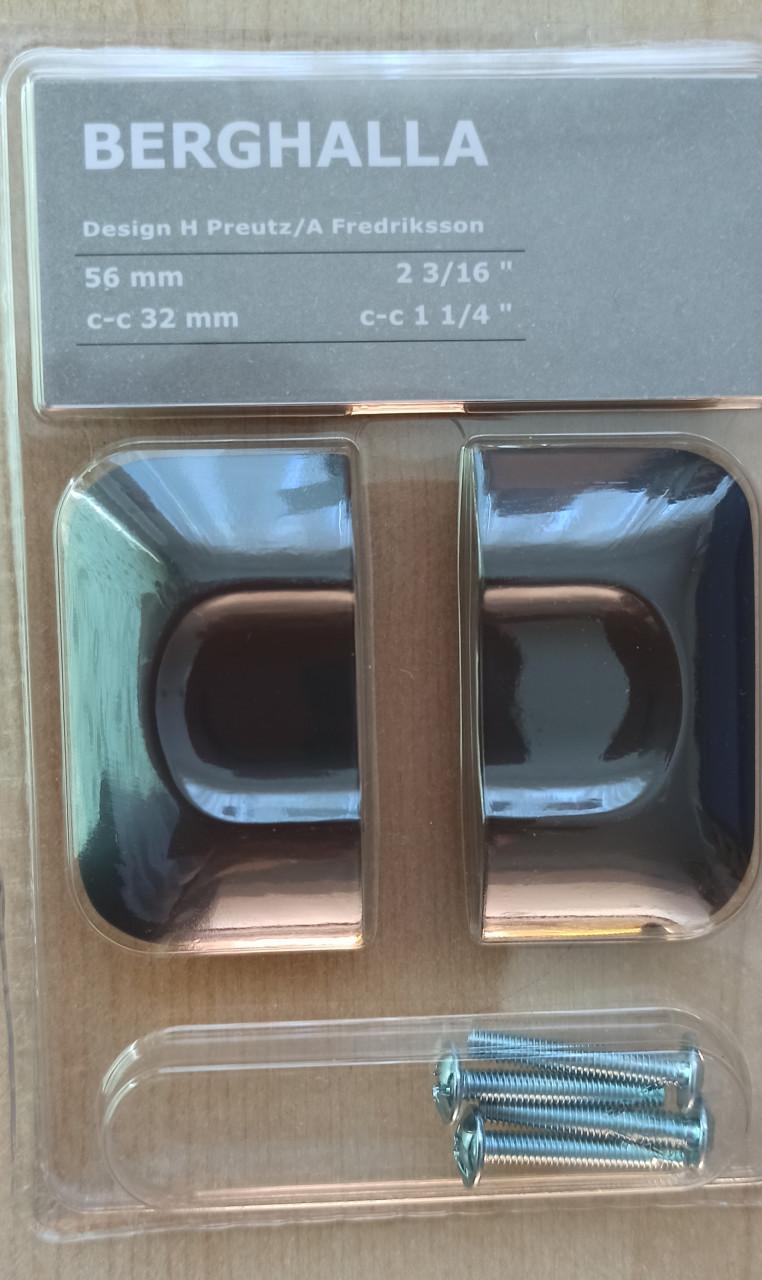 BERGHALLA
Design H Preutz/A Fredriksson
56 mm 2 3/16 "
c-c 32 mm c-c 1 1/4 "